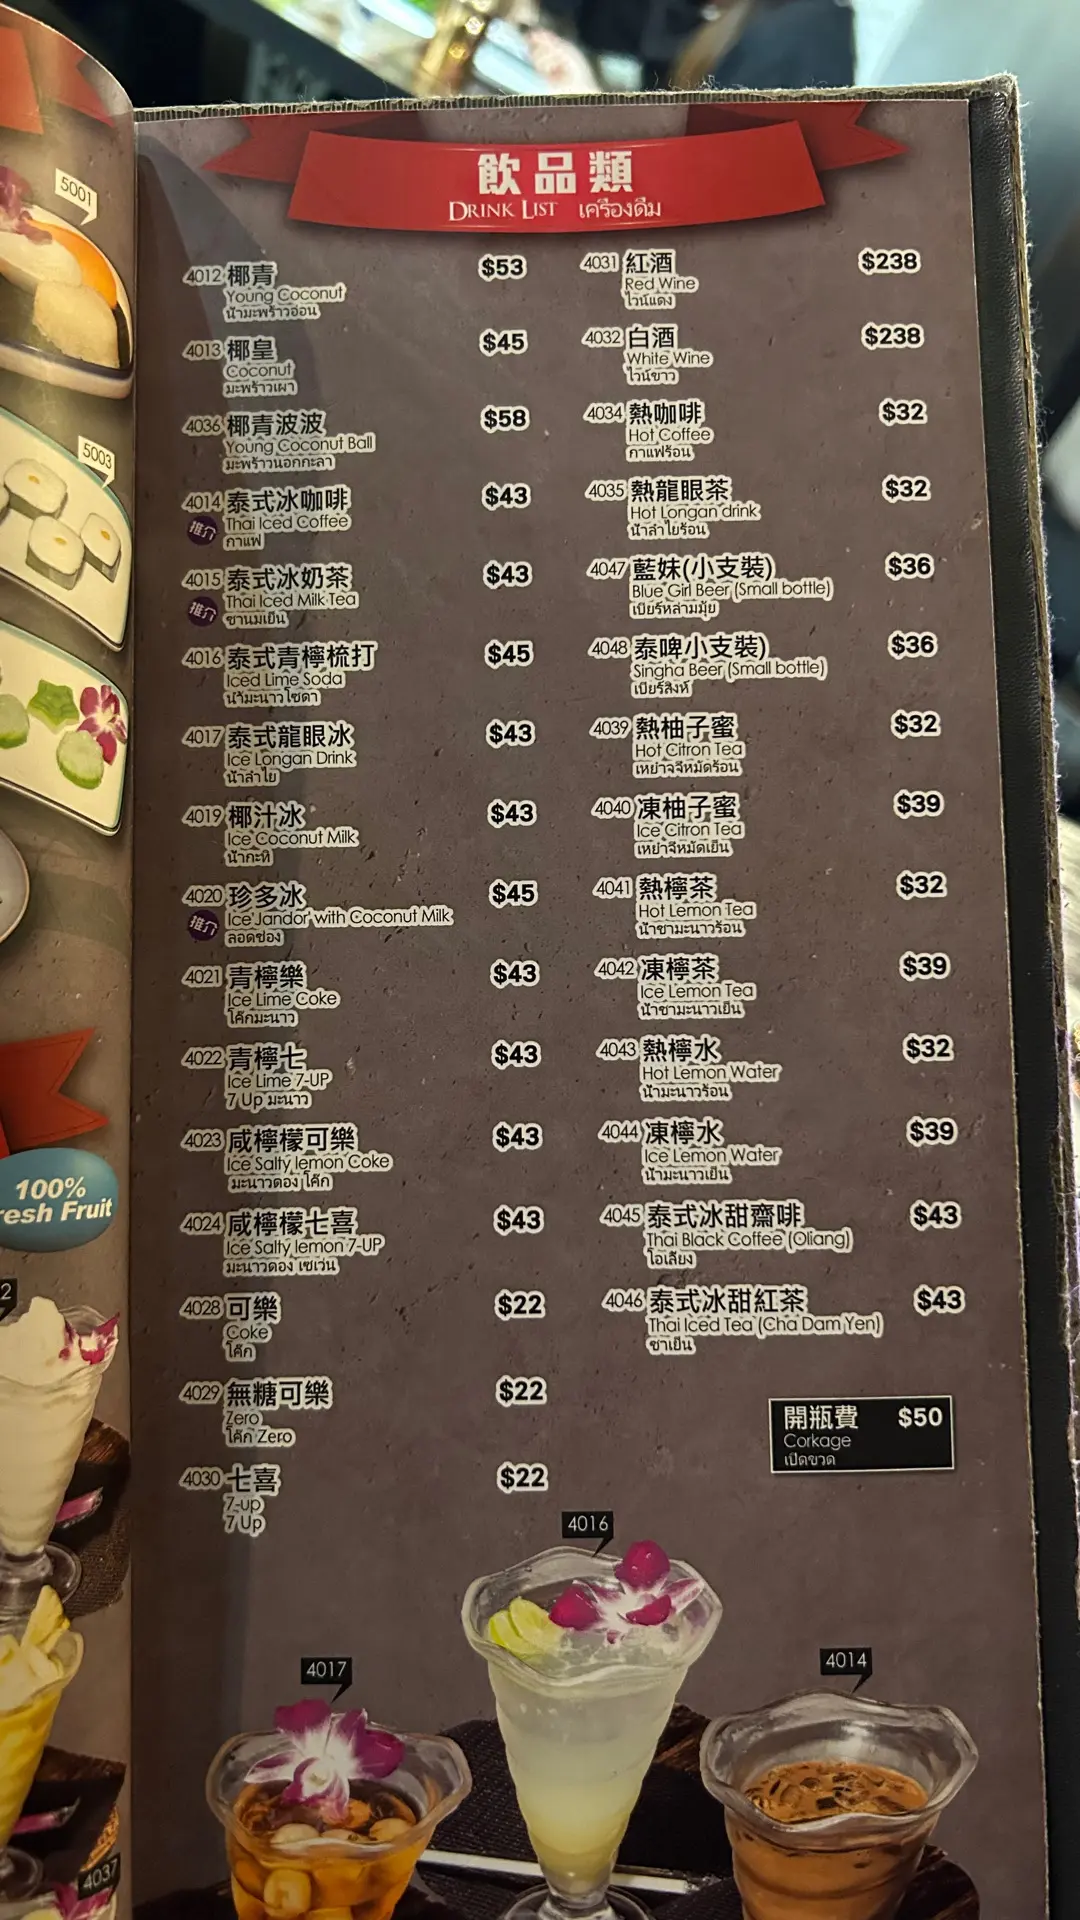 5001
5003
100%
resh Fruit
2
4037
飲品類
DRINK LIST เครื่องดื่ม
4012 椰青 $53
Young Coconut
น้ำมะพร้าวอ่อน
4013 椰皇 $45
Coconut
มะพร้าวเผา
4036 椰青波波 $58
Young Coconut Ball
มะพร้าวนอกกะลา
4014 泰式冰咖啡 $43
推介 Thai Iced Coffee
กาแฟ
4015 泰式冰奶茶 $43
推介 Thai Iced Milk Tea
ชานมเย็น
4016 泰式青檸梳打 $45
Iced Lime Soda
น้ำมะนาวโซดา
4017 泰式龍眼冰 $43
Ice Longan Drink
น้ำลำไย
4019 椰汁冰 $43
Ice Coconut Milk
น้ำกะทิ
4020 珍多冰 $45
推介 Ice Jandor with Coconut Milk
ลอดช่อง
4021 青檸樂 $43
Ice Lime Coke
โค๊กมะนาว
4022 青檸七 $43
Ice Lime 7-UP
7 Up มะนาว
4023 咸檸檬可樂 $43
Ice Salty lemon Coke
มะนาวดอง โค๊ก
4024 咸檸檬七喜 $43
Ice Salty lemon 7-UP
มะนาวดอง เซเว่น
4028 可樂 $22
Coke
โค๊ก
4029 無糖可樂 $22
Zero
โค๊ก Zero
4030 七喜 $22
7-up
7 Up
4031 紅酒 $238
Red Wine
ไวน์แดง
4032 白酒 $238
White Wine
ไวน์ขาว
4034 熱咖啡 $32
Hot Coffee
กาแฟร้อน
4035 熱龍眼茶 $32
Hot Longan drink
น้ำลำไยร้อน
4047 藍妹(小支裝) $36
Blue Girl Beer (Small bottle)
เบียร์หล่ามมุ้ย
4048 泰啤小支裝) $36
Singha Beer (Small bottle)
เบียร์สิงห์
4039 熱柚子蜜 $32
Hot Citron Tea
เหย่าจจีหมัดร้อน
4040 凍柚子蜜 $39
Ice Citron Tea
เหย่าจีหมัดเย็น
4041 熱檸茶 $32
Hot Lemon Tea
น้ำชามะนาวร้อน
4042 凍檸茶 $39
Ice Lemon Tea
น้ำชามะนาวเย็น
4043 熱檸水 $32
Hot Lemon Water
น้ำมะนาวร้อน
4044 凍檸水 $39
Ice Lemon Water
น้ำมะนาวเย็น
4045 泰式冰甜齋啡 $43
Thai Black Coffee (Oliang)
โอเลี้ยง
4046 泰式冰甜紅茶 $43
Thai Iced Tea (Cha Dam Yen)
ชาเย็น
開瓶費 $50
Corkage
เปิดขวด
4016
4017
4014